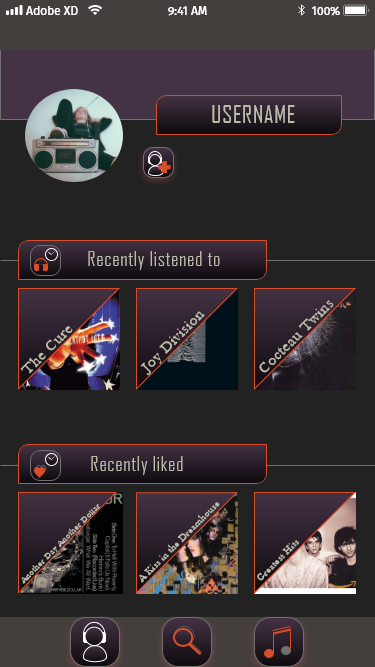 Adobe XD
9:41 AM
100%
USERNAME
Recently listened to
The Cure
Joy Division
Cocteau Twins
Recently liked
Another Day Another Dollar
A Kiss in the Dreamhouse
Greatest Hits